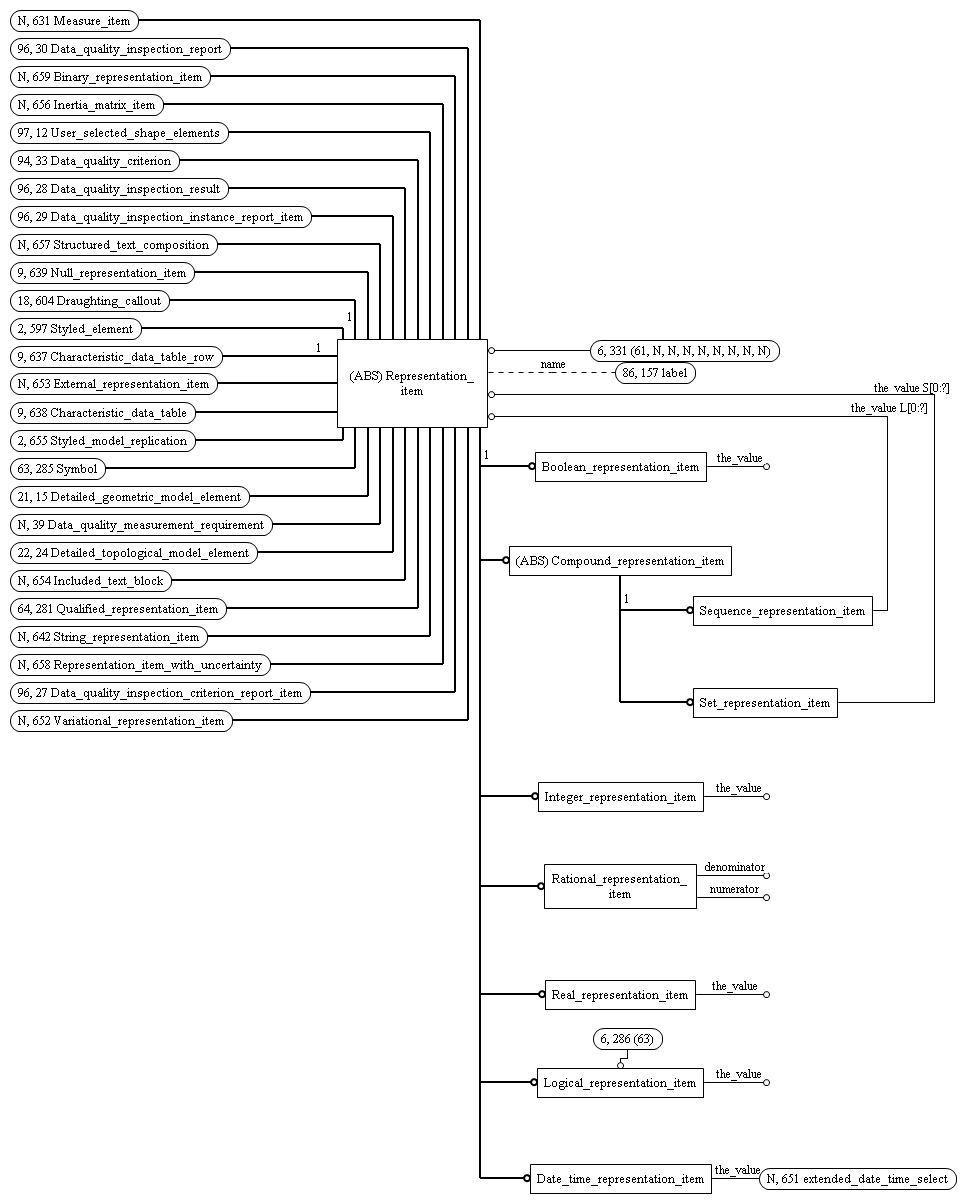 N, 631 Measure_item
96, 30 Data_quality_inspection_report
N, 659 Binary_representation_item
N, 656 Inertia_matrix_item
97, 12 User_selected_shape_elements
94, 33 Data_quality_criterion
96, 28 Data_quality_inspection_result
96, 29 Data_quality_inspection_instance_report_item
N, 657 Structured_text_composition
9, 639 Null_representation_item
18, 604 Draughting_callout
1
2, 597 Styled_element
9, 637 Characteristic_data_table_row
1
N, 653 External_representation_item
9, 638 Characteristic_data_table
2, 655 Styled_model_replication
63, 285 Symbol
21, 15 Detailed_geometric_model_element
N, 39 Data_quality_measurement_requirement
22, 24 Detailed_topological_model_element
N, 654 Included_text_block
64, 281 Qualified_representation_item
N, 642 String_representation_item
N, 658 Representation_item_with_uncertainty
96, 27 Data_quality_inspection_criterion_report_item
N, 652 Variational_representation_item
(ABS) Representation_
item
6, 331 (61, N, N, N, N, N, N, N, N)
name
86, 157 label
the_value S[0:?]
the_value L[0:?]
1
Boolean_representation_item
the_value
(ABS) Compound_representation_item
1
Sequence_representation_item
Set_representation_item
Integer_representation_item
the_value
Rational_representation_
item
denominator
numerator
Real_representation_item
the_value
6, 286 (63)
Logical_representation_item
the_value
Date_time_representation_item
the_value
N, 651 extended_date_time_select